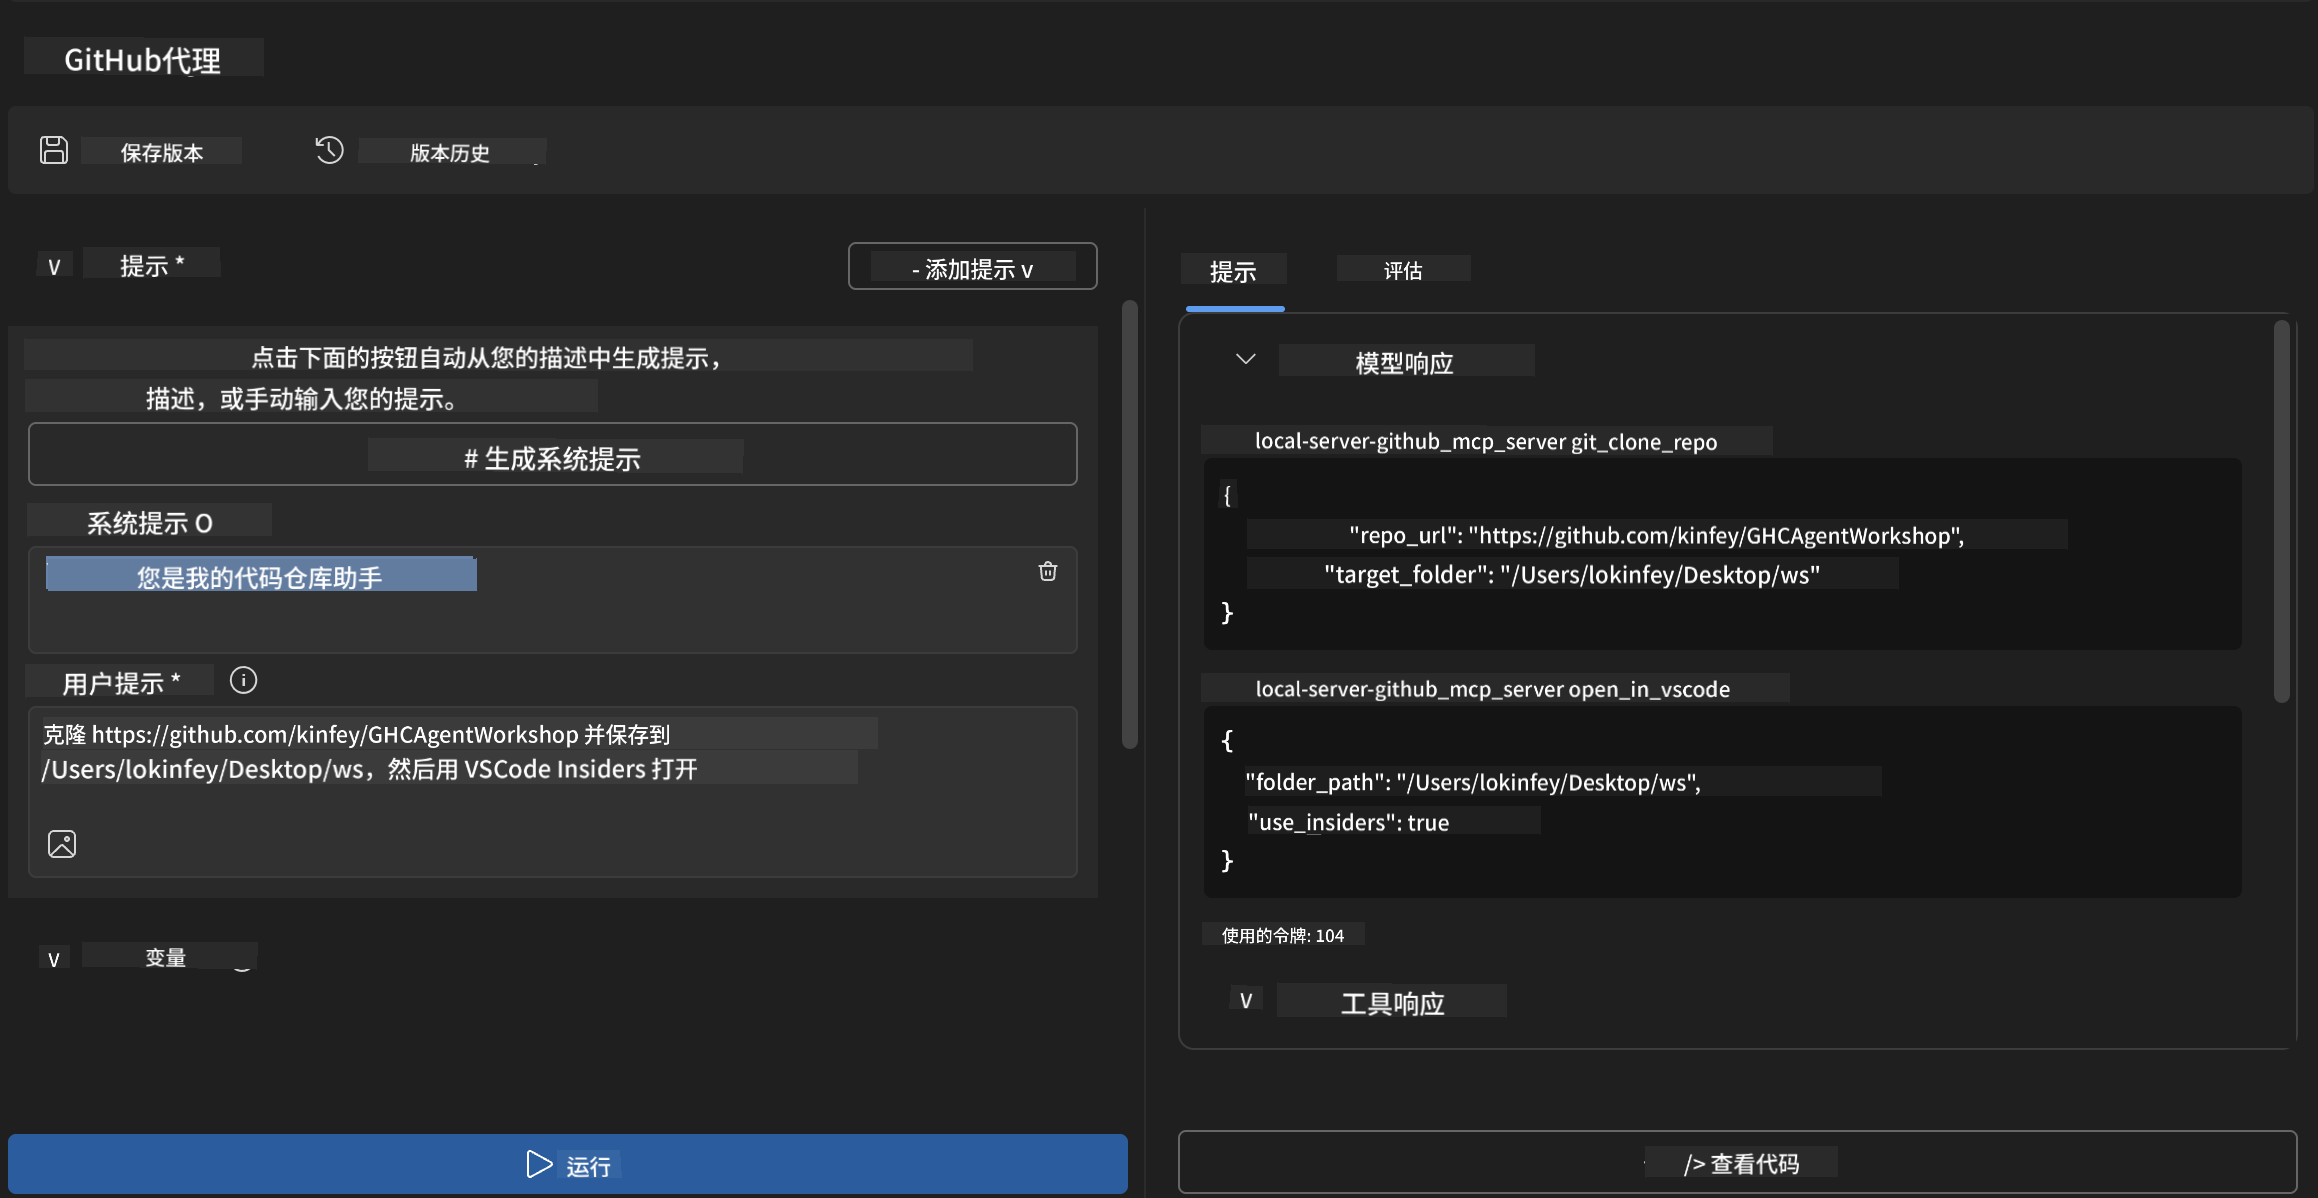 GitHub代理
保存版本
版本历史
v 提示 *
- 添加提示 v
点击下面的按钮自动从您的描述中生成提示，
描述，或手动输入您的提示。
# 生成系统提示
系统提示 O
您是我的代码仓库助手
用户提示 *
克隆 https://github.com/kinfey/GHCAgentWorkshop 并保存到
/Users/lokinfey/Desktop/ws，然后用 VSCode Insiders 打开
v 变量
运行
提示
评估
模型响应
local-server-github_mcp_server git_clone_repo
{
"repo_url": "https://github.com/kinfey/GHCAgentWorkshop",
"target_folder": "/Users/lokinfey/Desktop/ws"
}
local-server-github_mcp_server open_in_vscode
{
"folder_path": "/Users/lokinfey/Desktop/ws",
"use_insiders": true
}
使用的令牌: 104
v 工具响应
/> 查看代码